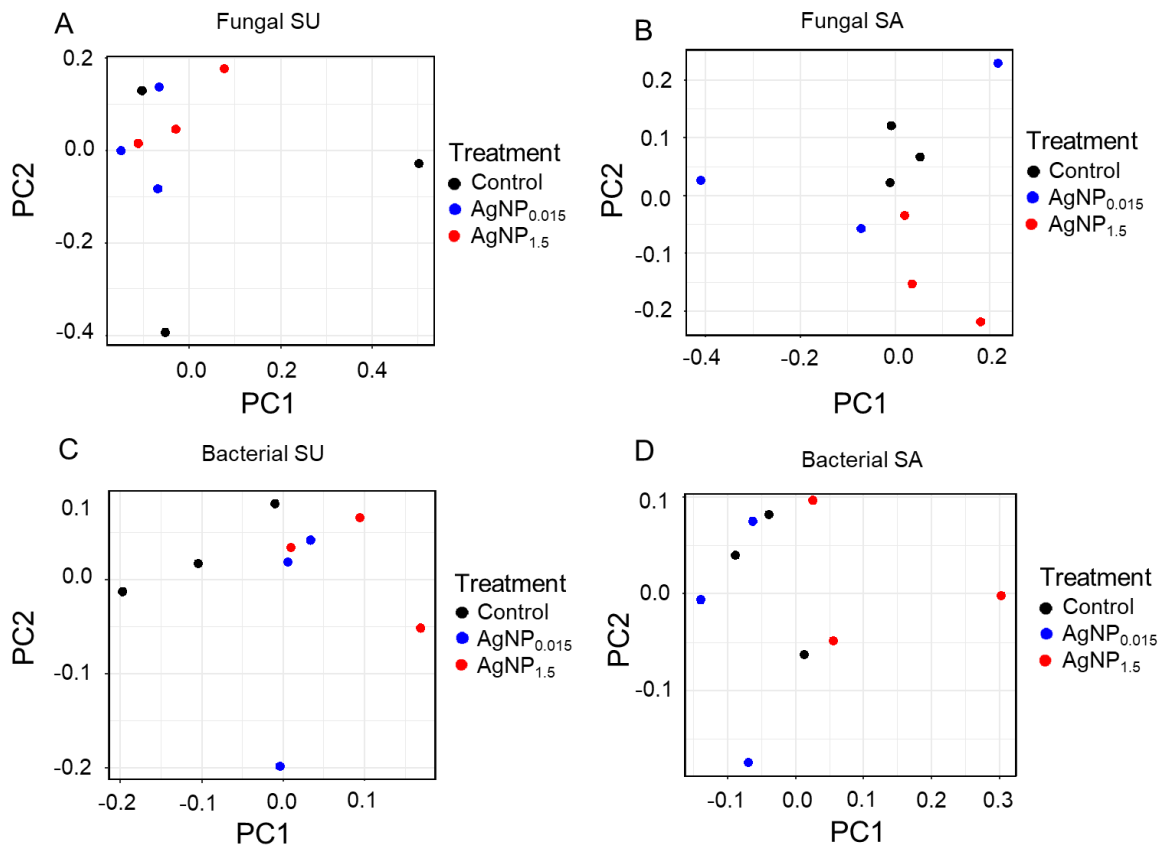 A
Fungal SU
0.2
0.0
-0.2
-0.4
PC2
0.0 0.2 0.4
PC1
Treatment
Control
AgNP0.015
AgNP1.5
B
Fungal SA
0.2
0.1
0.0
-0.1
-0.2
PC2
-0.4 -0.2 0.0 0.2
PC1
Treatment
Control
AgNP0.015
AgNP1.5
C
Bacterial SU
0.1
0.0
-0.1
-0.2
PC2
-0.2 -0.1 0.0 0.1
PC1
Treatment
Control
AgNP0.015
AgNP1.5
D
Bacterial SA
0.1
0.0
-0.1
PC2
-0.1 0.0 0.1 0.2 0.3
PC1
Treatment
Control
AgNP0.015
AgNP1.5